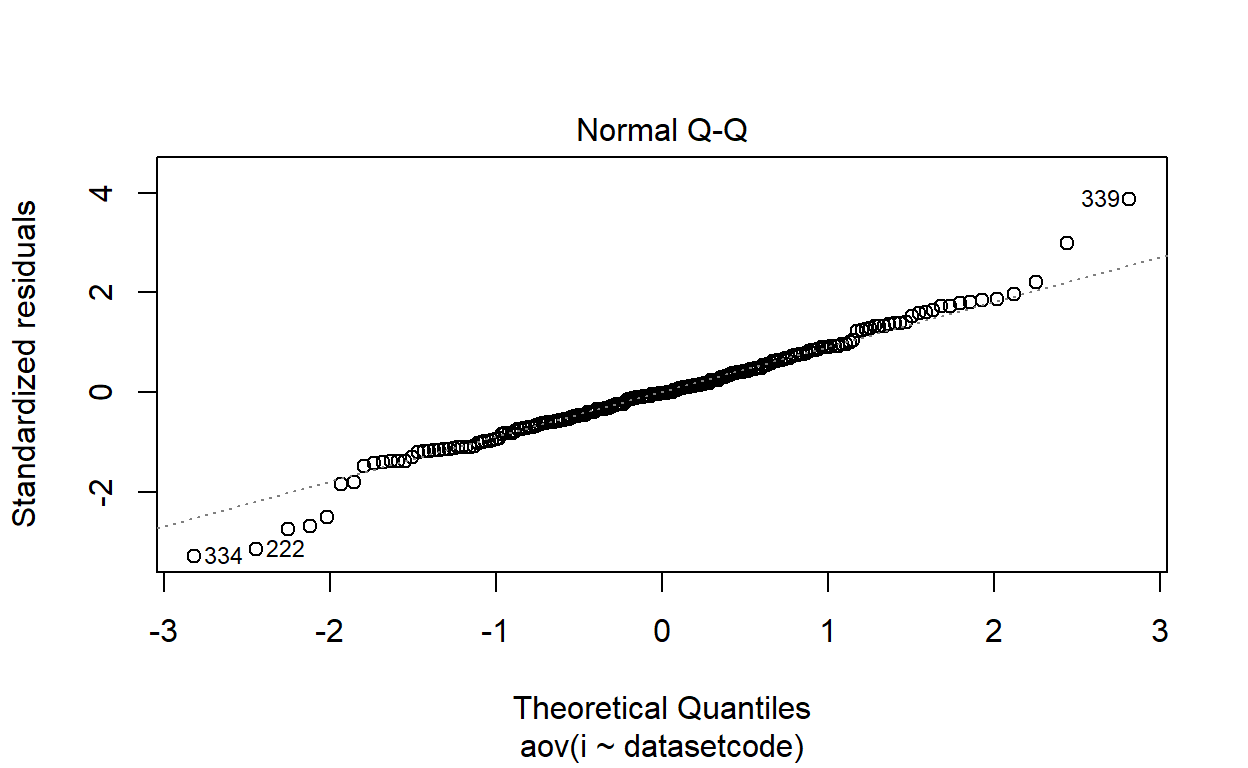 Normal Q-Q
Standardized residuals
4
2
0
-2
339
334
222
-3 -2 -1 0 1 2 3
Theoretical Quantiles
aov(i ~ datasetcode)